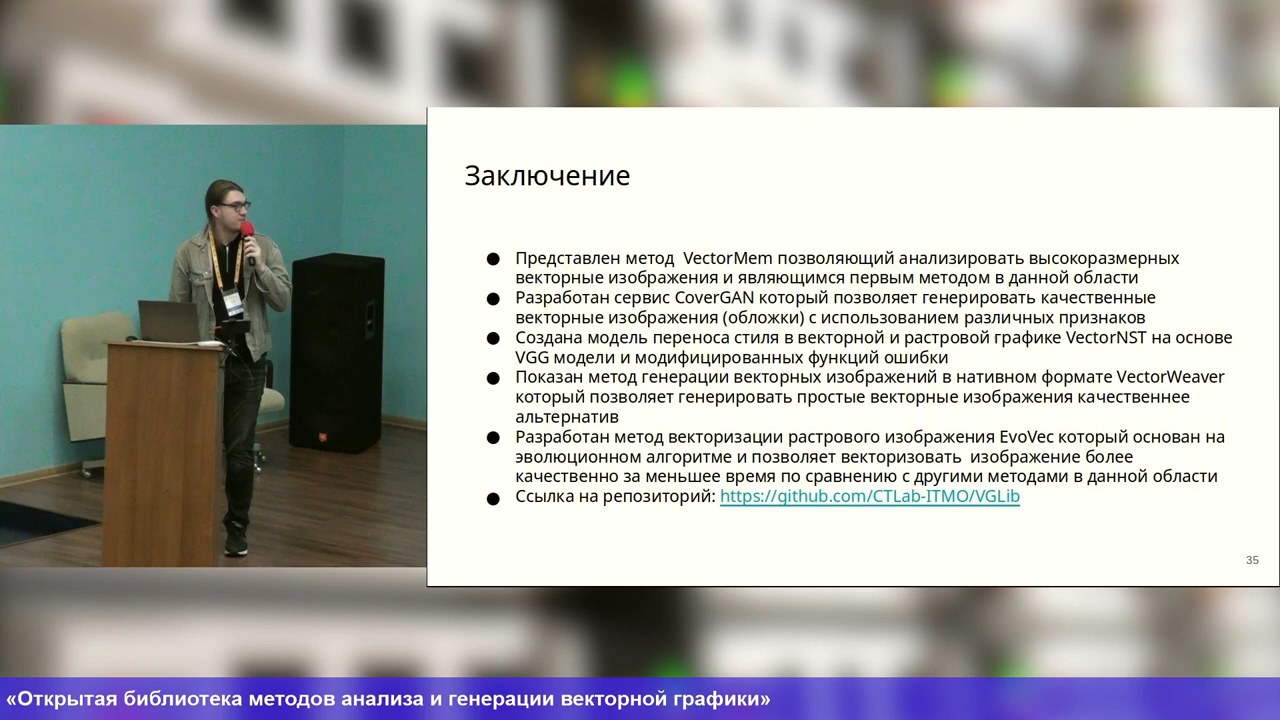 Заключение
● Представлен метод VectorMem позволяющий анализировать высокоразмерных
векторные изображения и являющимся первым методом в данной области
● Разработан сервис CoverGAN который позволяет генерировать качественные
векторные изображения (обложки) с использованием различных признаков
● Создана модель переноса стиля в векторной и растровой графике VectorNST на основе
VGG модели и модифицированных функций ошибки
● Показан метод генерации векторных изображений в нативном формате VectorWeaver
который позволяет генерировать простые векторные изображения качественнее
альтернатив
● Разработан метод векторизации растрового изображения EvoVec который основан на
эволюционном алгоритме и позволяет векторизовать изображение более
качественно за меньшее время по сравнению с другими методами в данной области
● Ссылка на репозиторий: https://github.com/CTLab-ITMO/VGLib
35
«Открытая библиотека методов анализа и генерации векторной графики»